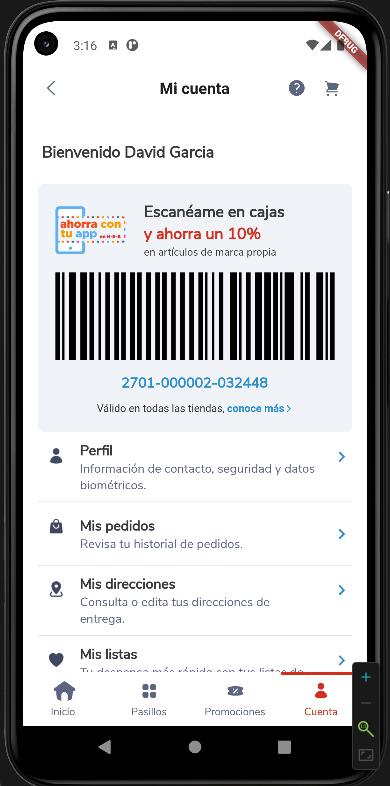 3:16
DEBUG
Mi cuenta
Bienvenido David Garcia
Escanéame en cajas
ahorra con
y ahorra un 10%
tu app en H-E-B
en artículos de marca propia
2701-000002-032448
Válido en todas las tiendas, conoce más
Perfil
Información de contacto, seguridad y datos
biométricos.
Mis pedidos
Revisa tu historial de pedidos.
Mis direcciones
Consulta o edita tus direcciones de
entrega.
Mis listas
Tu despensa más rápido con tus listas de
Inicio
Pasillos
Promociones
Cuenta